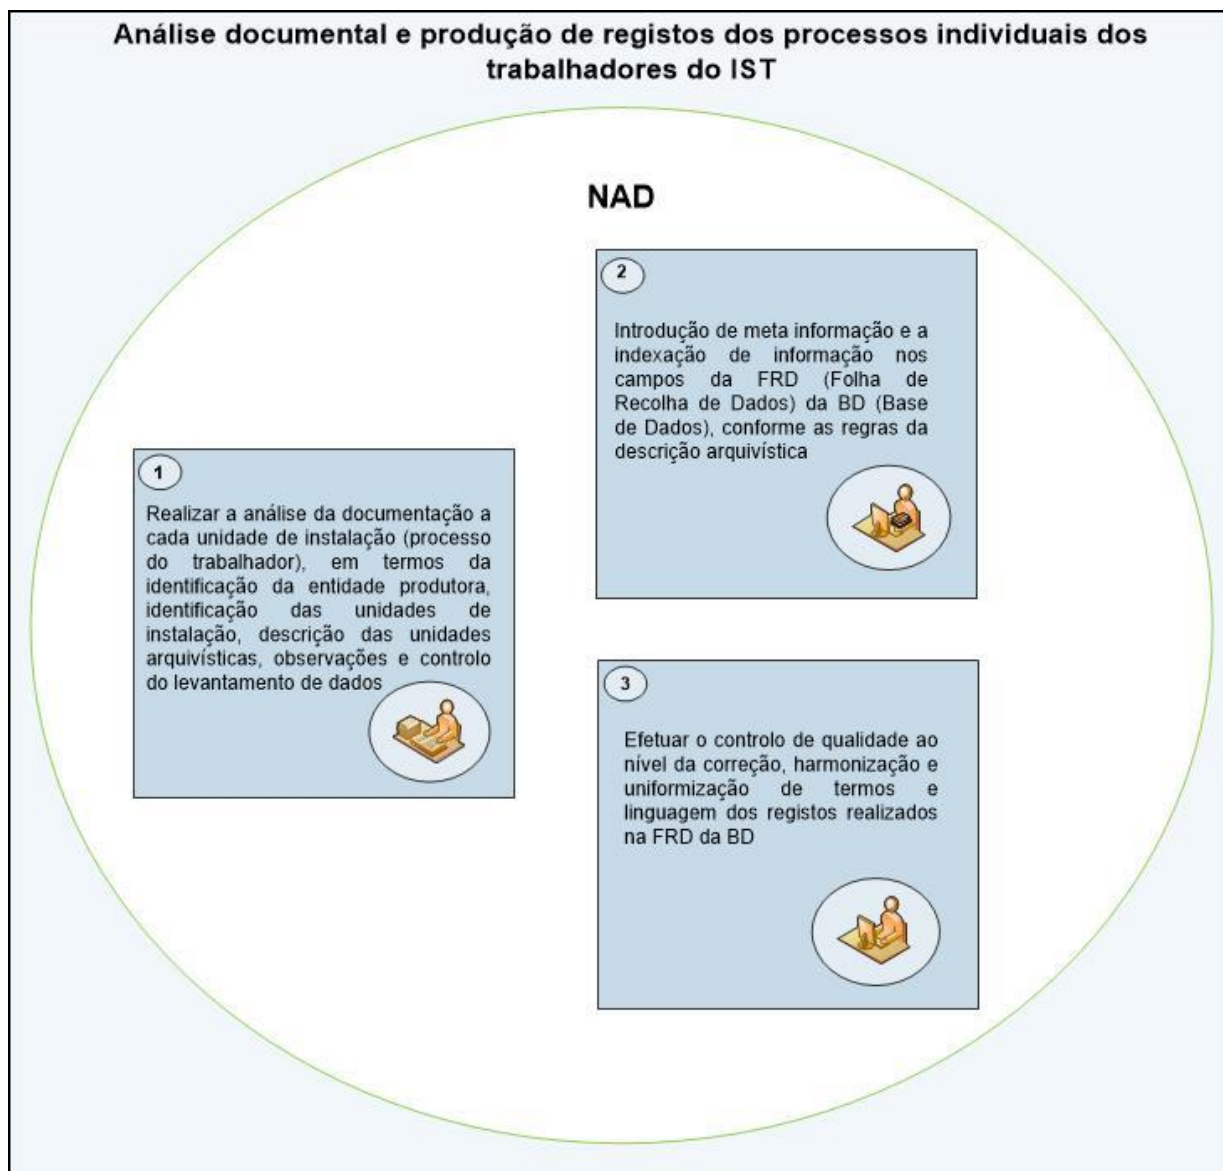 Análise documental e produção de registos dos processos individuais dos
trabalhadores do IST
NAD
1
Realizar a análise da documentação a
cada unidade de instalação (processo
do trabalhador), em termos da
identificação da entidade produtora,
identificação das unidades de
instalação, descrição das unidades
arquivísticas, observações e controlo
do levantamento de dados
2
Introdução de meta informação e a
indexação de informação nos
campos da FRD (Folha de
Recolha de Dados) da BD (Base
de Dados), conforme as regras da
descrição arquivística
3
Efetuar o controlo de qualidade ao
nível da correção, harmonização e
uniformização de termos e
linguagem dos registos realizados
na FRD da BD